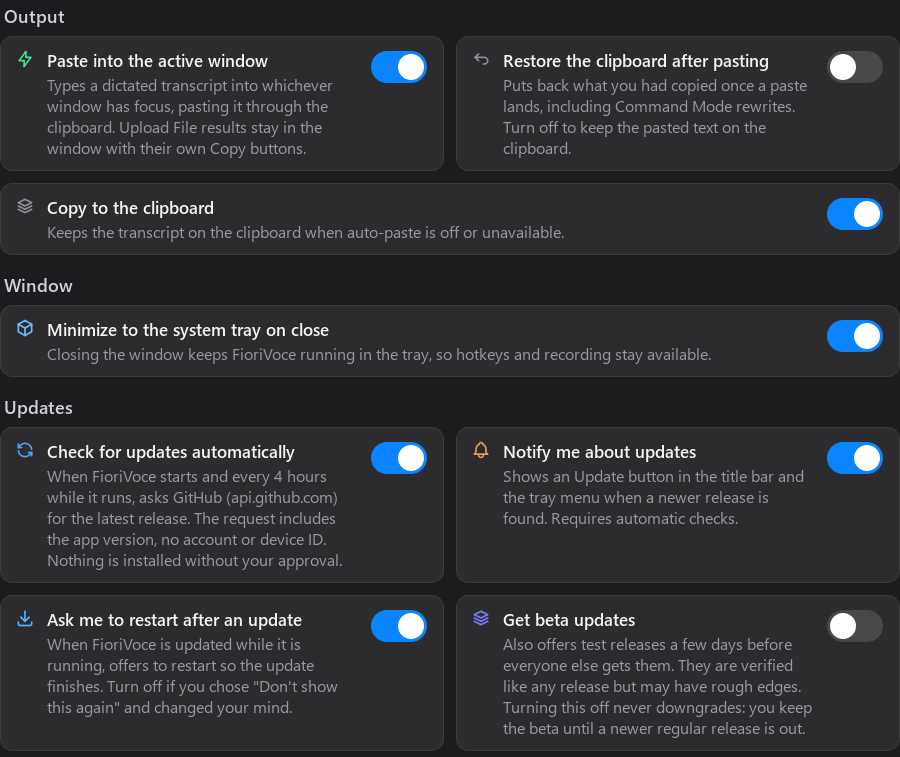 Output
Paste into the active window
Types a dictated transcript into whichever
window has focus, pasting it through the
clipboard. Upload File results stay in the
window with their own Copy buttons.
Restore the clipboard after pasting
Puts back what you had copied once a paste
lands, including Command Mode rewrites.
Turn off to keep the pasted text on the
clipboard.
Copy to the clipboard
Keeps the transcript on the clipboard when auto-paste is off or unavailable.
Window
Minimize to the system tray on close
Closing the window keeps FioriVoce running in the tray, so hotkeys and recording stay available.
Updates
Check for updates automatically
When FioriVoce starts and every 4 hours
while it runs, asks GitHub (api.github.com)
for the latest release. The request includes
the app version, no account or device ID.
Nothing is installed without your approval.
Notify me about updates
Shows an Update button in the title bar and
the tray menu when a newer release is
found. Requires automatic checks.
Ask me to restart after an update
When FioriVoce is updated while it is
running, offers to restart so the update
finishes. Turn off if you chose "Don't show
this again" and changed your mind.
Get beta updates
Also offers test releases a few days before
everyone else gets them. They are verified
like any release but may have rough edges.
Turning this off never downgrades: you keep
the beta until a newer regular release is out.